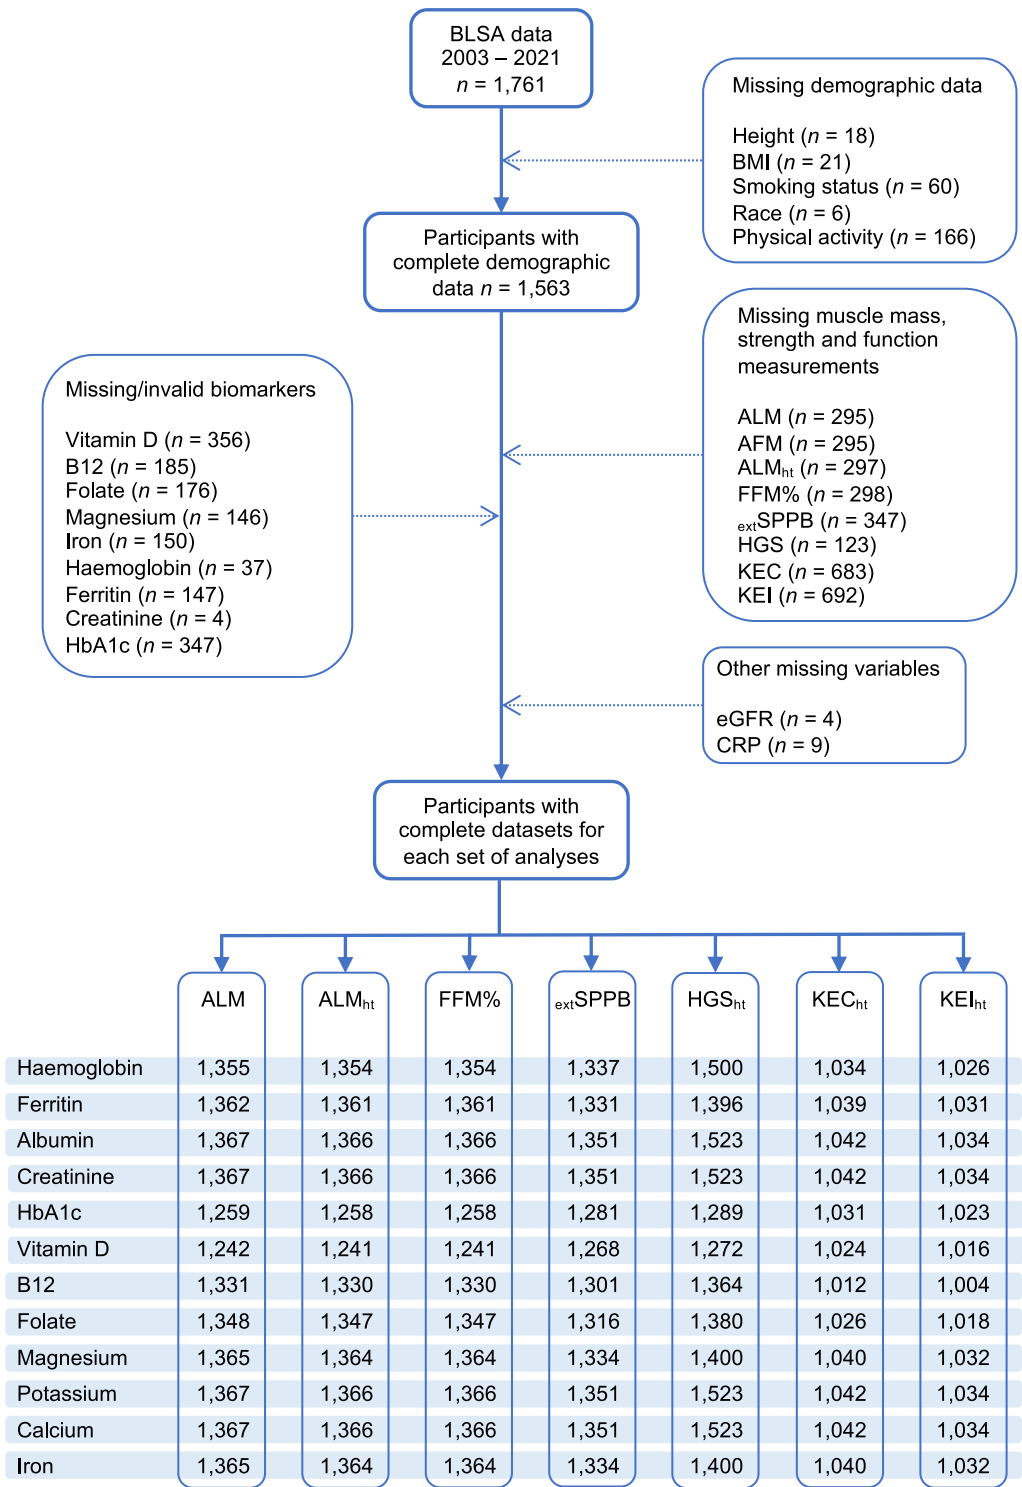 BLSA data
2003 – 2021
n = 1,761
Missing demographic data
Height (n = 18)
BMI (n = 21)
Smoking status (n = 60)
Race (n = 6)
Physical activity (n = 166)
Participants with
complete demographic
data n = 1,563
Missing muscle mass,
strength and function
measurements
ALM (n = 295)
AFM (n = 295)
ALMht (n = 297)
FFM% (n = 298)
extSPPB (n = 347)
HGS (n = 123)
KEC (n = 683)
KEI (n = 692)
Missing/invalid biomarkers
Vitamin D (n = 356)
B12 (n = 185)
Folate (n = 176)
Magnesium (n = 146)
Iron (n = 150)
Haemoglobin (n = 37)
Ferritin (n = 147)
Creatinine (n = 4)
HbA1c (n = 347)
Other missing variables
eGFR (n = 4)
CRP (n = 9)
Participants with
complete datasets for
each set of analyses
ALM ALMht FFM% extSPPB HGSht KECht KEIht
Haemoglobin 1,355 1,354 1,354 1,337 1,500 1,034 1,026
Ferritin 1,362 1,361 1,361 1,331 1,396 1,039 1,031
Albumin 1,367 1,366 1,366 1,351 1,523 1,042 1,034
Creatinine 1,367 1,366 1,366 1,351 1,523 1,042 1,034
HbA1c 1,259 1,258 1,258 1,281 1,289 1,031 1,023
Vitamin D 1,242 1,241 1,241 1,268 1,272 1,024 1,016
B12 1,331 1,330 1,330 1,301 1,364 1,012 1,004
Folate 1,348 1,347 1,347 1,316 1,380 1,026 1,018
Magnesium 1,365 1,364 1,364 1,334 1,400 1,040 1,032
Potassium 1,367 1,366 1,366 1,351 1,523 1,042 1,034
Calcium 1,367 1,366 1,366 1,351 1,523 1,042 1,034
Iron 1,365 1,364 1,364 1,334 1,400 1,040 1,032